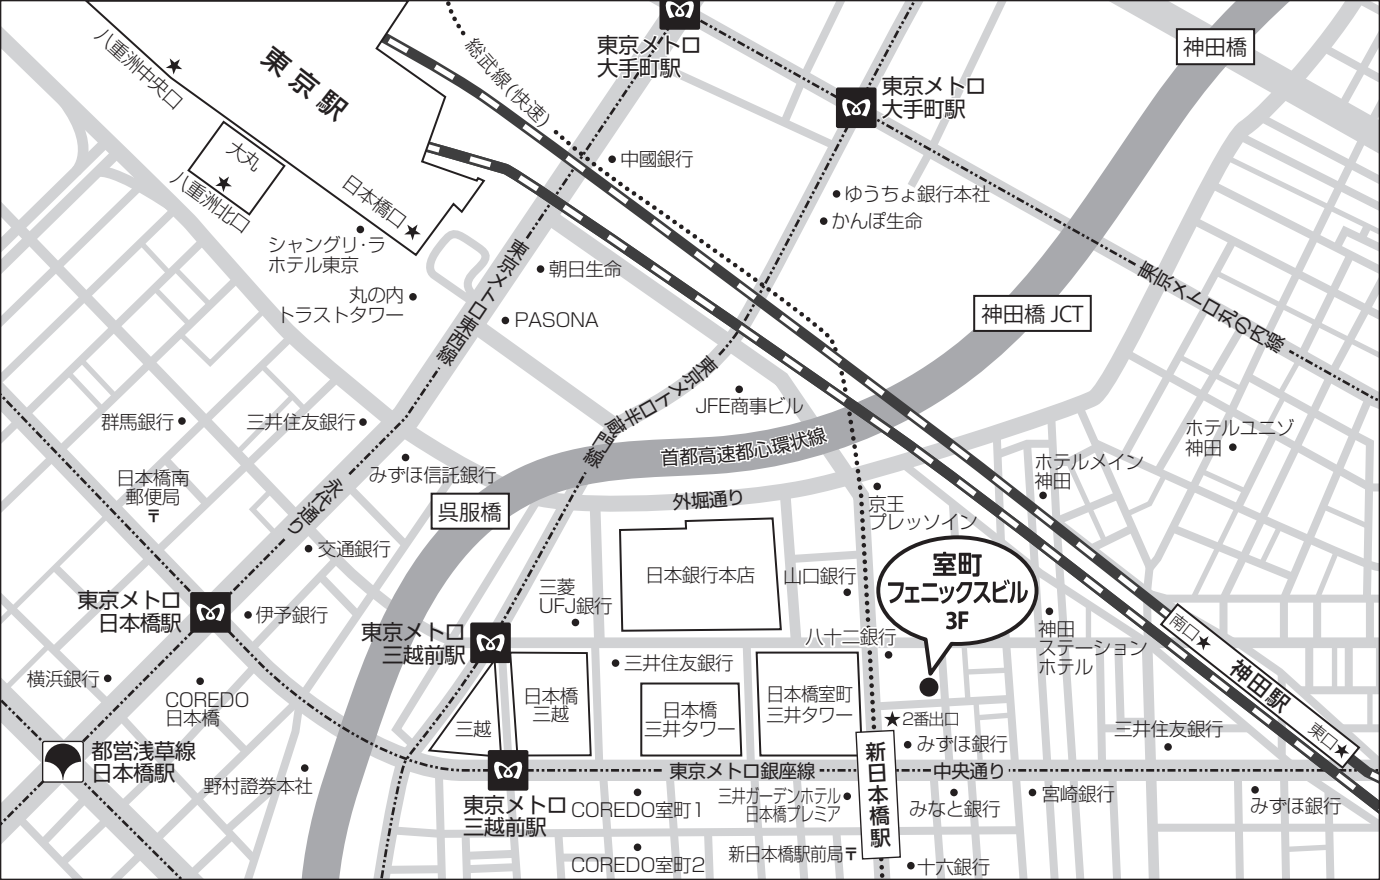 東京メトロ
大手町駅
神田橋
東京メトロ
大手町駅
総武線(快速)
八重洲中央口
東京駅
大丸
八重洲北口
日本橋口
中國銀行
ゆうちょ銀行本社
かんぽ生命
シャングリ・ラ
ホテル東京
丸の内
トラストタワー
東京メトロ東西線
朝日生命
PASONA
神田橋 JCT
東京メトロ丸の内線
東京メトロ半蔵門線
JFE商事ビル
首都高速都心環状線
群馬銀行
三井住友銀行
みずほ信託銀行
日本橋南
郵便局
〒
永代通り
呉服橋
外堀通り
京王
プレッソイン
ホテルメイン
神田
ホテルユニゾ
神田
交通銀行
日本銀行本店
山口銀行
室町
フェニックスビル
3F
東京メトロ
日本橋駅
伊予銀行
三菱
UFJ銀行
東京メトロ
三越前駅
八十二銀行
神田
ステーション
ホテル
南口★
神田駅
東口★
横浜銀行
COREDO
日本橋
三井住友銀行
日本橋
三越
三越
日本橋
三井タワー
日本橋室町
三井タワー
★2番出口
みずほ銀行
三井住友銀行
都営浅草線
日本橋駅
野村證券本社
東京メトロ銀座線
新日本橋駅
中央通り
東京メトロ
三越前駅
COREDO室町1
三井ガーデンホテル
日本橋プレミア
みなと銀行
宮崎銀行
みずほ銀行
COREDO室町2
新日本橋駅前局〒
十六銀行